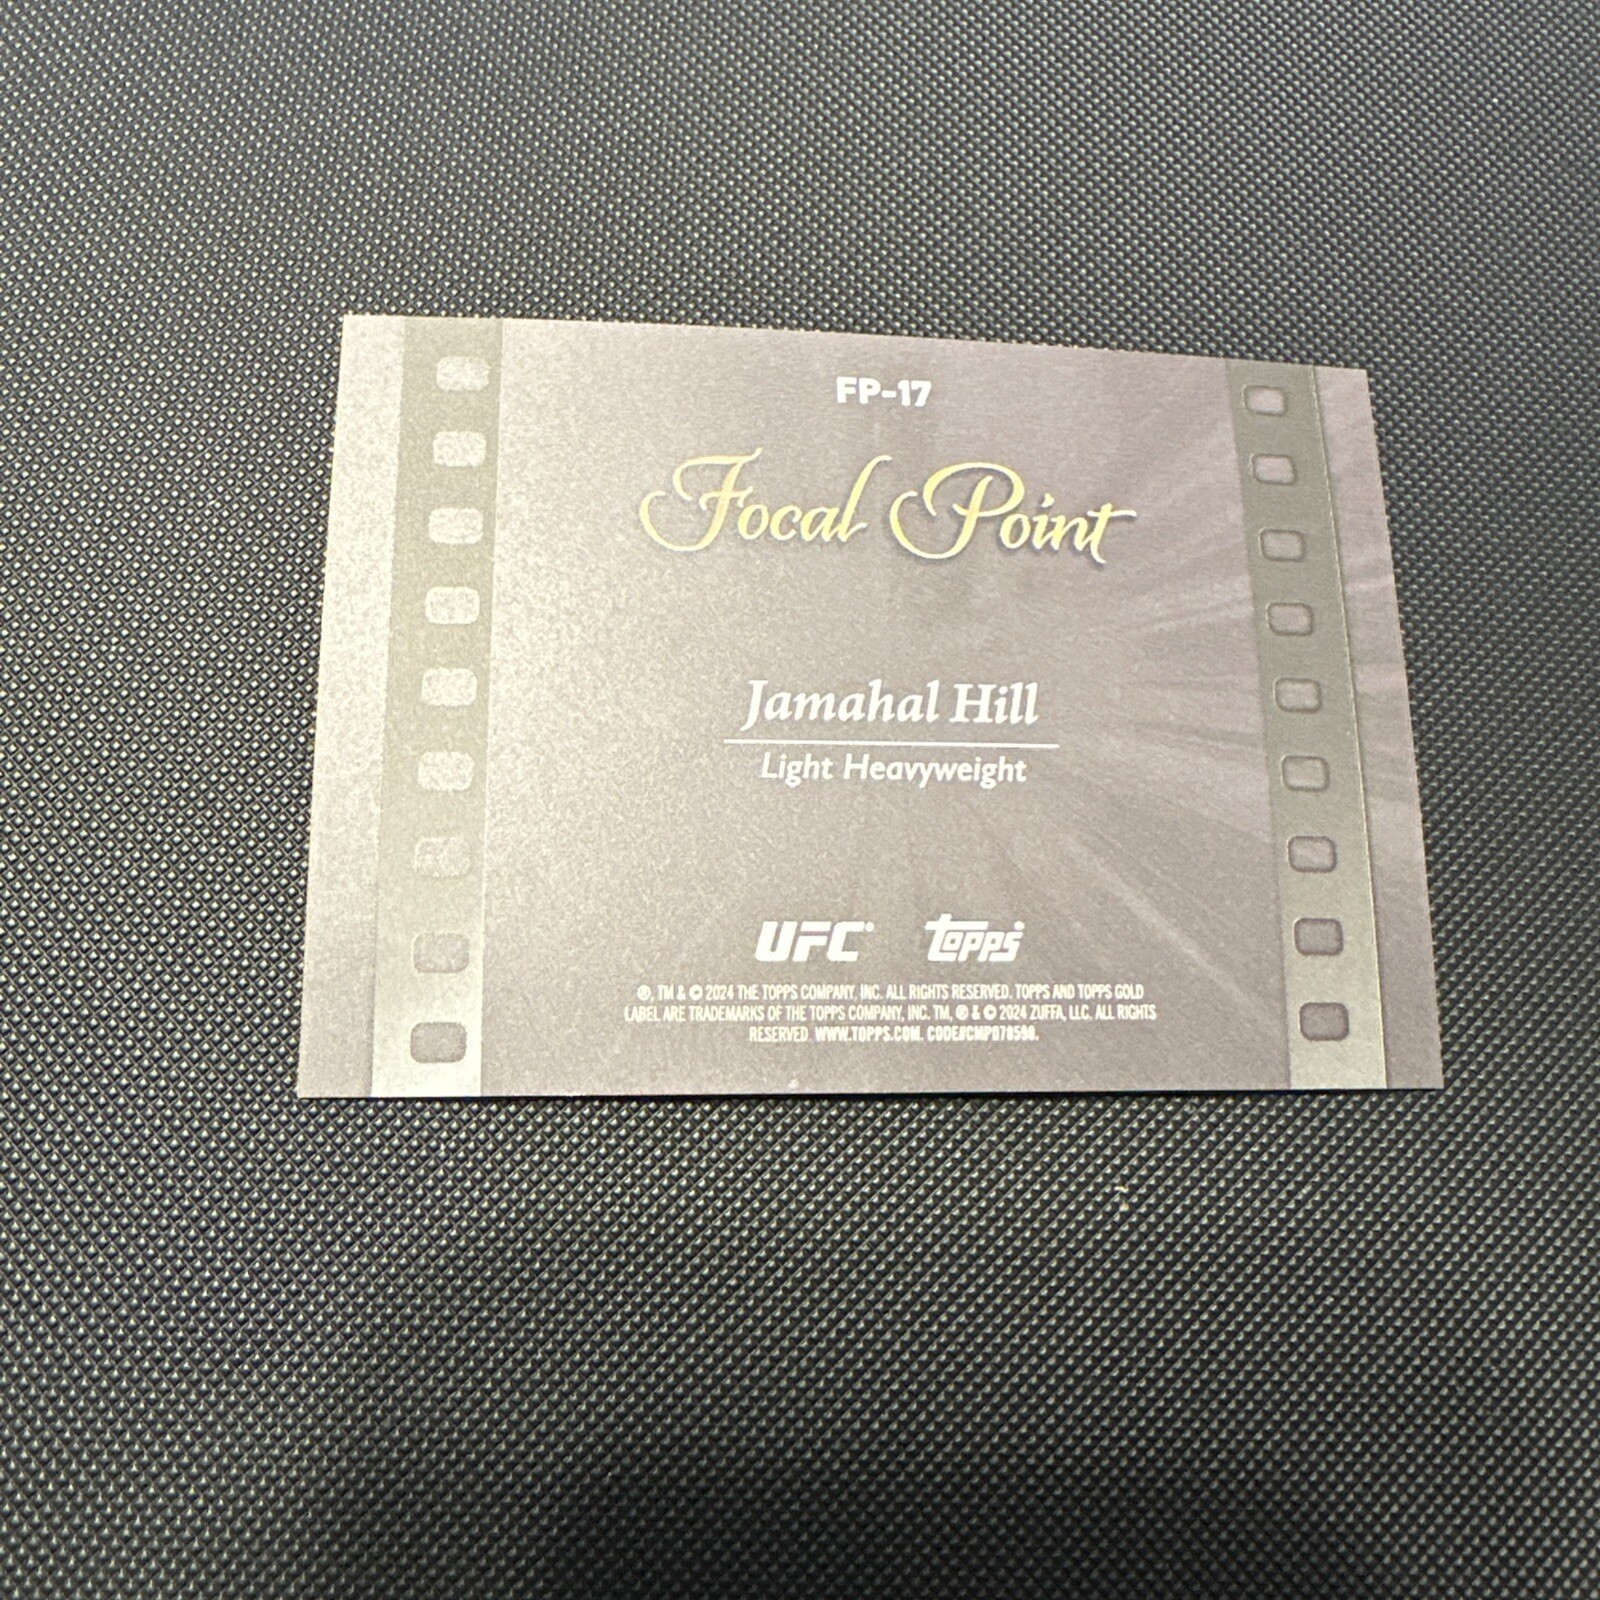 FP-17
Focal Point
Jamahal Hill
Light Heavyweight
UFC® topps
®, TM & © 2024 THE TOPPS COMPANY, INC. ALL RIGHTS RESERVED. TOPPS AND TOPPS GOLD
LABEL ARE TRADEMARKS OF THE TOPPS COMPANY, INC. TM, ® & © 2024 ZUFFA, LLC. ALL RIGHTS
RESERVED. WWW.TOPPS.COM. CODE#CMP078598.